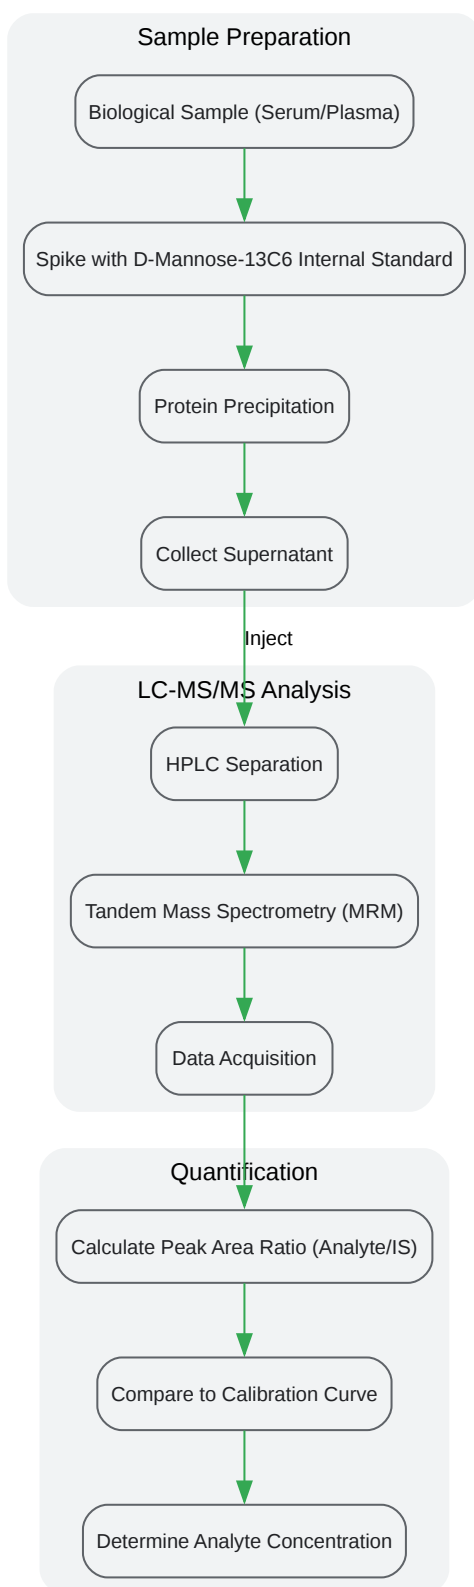 Sample Preparation
Biological Sample (Serum/Plasma)
Spike with D-Mannose-13C6 Internal Standard
Protein Precipitation
Collect Supernatant
Inject
LC-MS/MS Analysis
HPLC Separation
Tandem Mass Spectrometry (MRM)
Data Acquisition
Quantification
Calculate Peak Area Ratio (Analyte/IS)
Compare to Calibration Curve
Determine Analyte Concentration